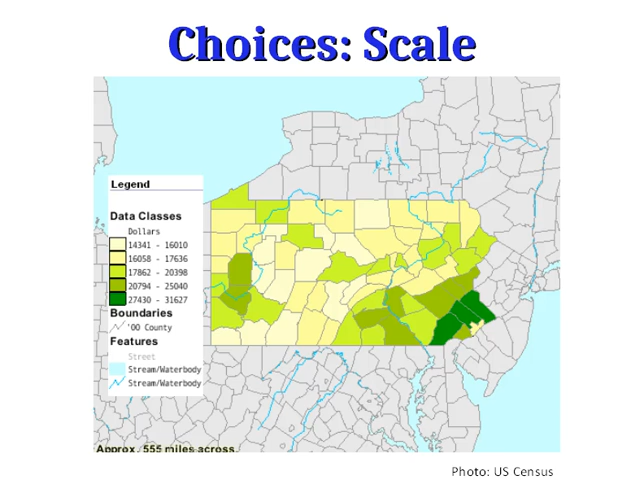 Choices: Scale
Legend
Data Classes
Dollars
14341 - 16010
16058 - 17636
17862 - 20398
20794 - 25040
27430 - 31627
Boundaries
'00 County
Features
Street
Stream/Waterbody
Stream/Waterbody
Approx. 555 miles across.
Photo: US Census